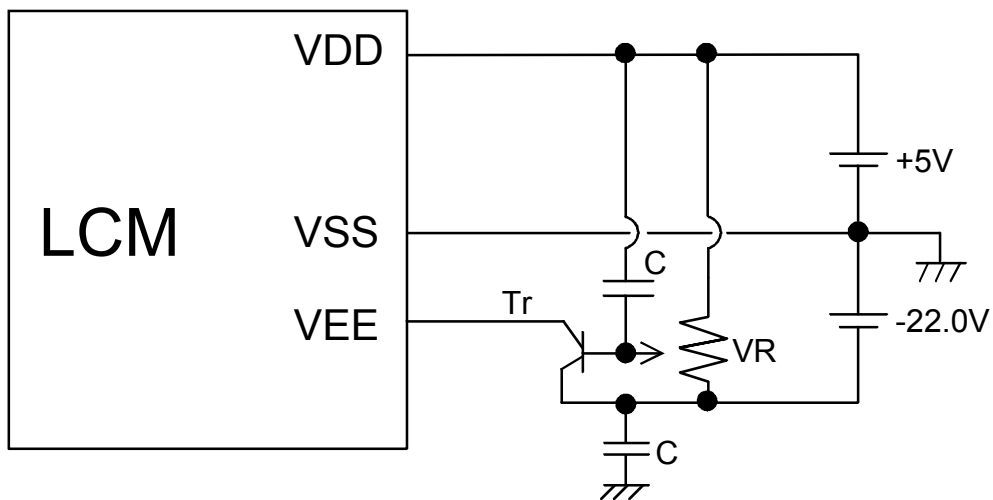 VDD
+5V
LCM
VSS
C
Tr
VEE
-22.0V
VR
C